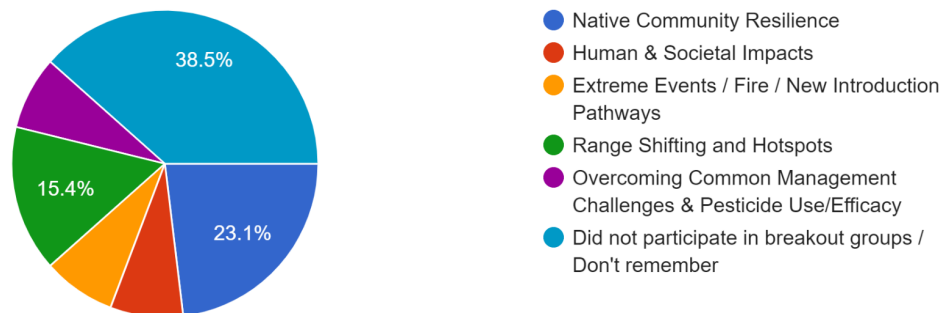 38.5%
15.4%
23.1%
Native Community Resilience
Human & Societal Impacts
Extreme Events / Fire / New Introduction
Pathways
Range Shifting and Hotspots
Overcoming Common Management
Challenges & Pesticide Use/Efficacy
Did not participate in breakout groups /
Don't remember